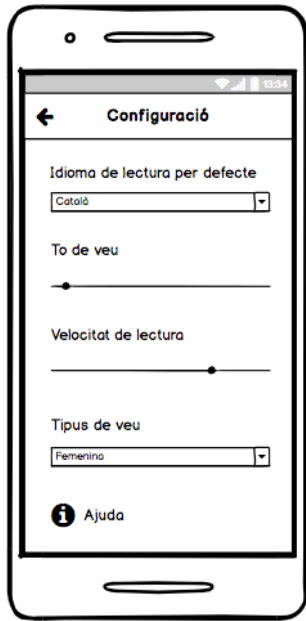 13:34
Configuració
Idioma de lectura per defecte
Català
To de veu
Velocitat de lectura
Tipus de veu
Femenina
Ajuda